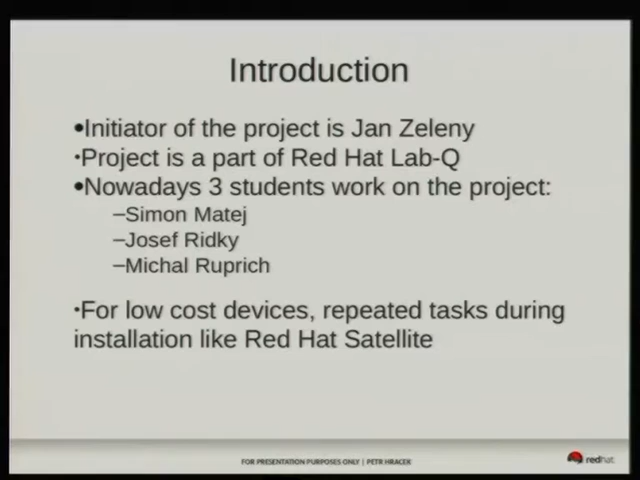 Introduction
•Initiator of the project is Jan Zeleny
•Project is a part of Red Hat Lab-Q
•Nowadays 3 students work on the project:
–Simon Matej
–Josef Ridky
–Michal Ruprich
•For low cost devices, repeated tasks during
installation like Red Hat Satellite
FOR PRESENTATION PURPOSES ONLY | PETR HRACEK
redhat